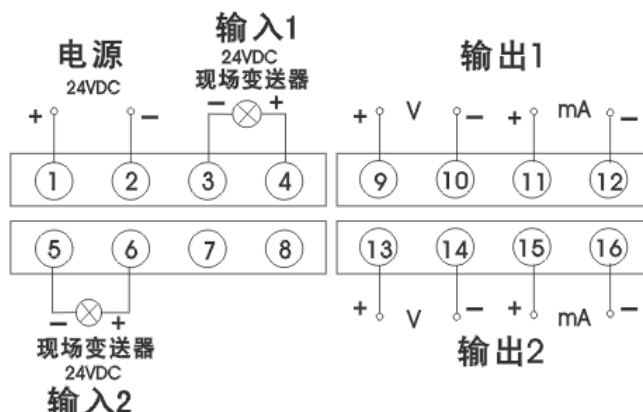 电源
24VDC
+ −
输入1
24VDC
现场变送器
− +
输出1
+ V − + mA −
1 2 3 4
9 10 11 12
5 6 7 8
13 14 15 16
− +
现场变送器
24VDC
输入2
+ V − + mA −
输出2